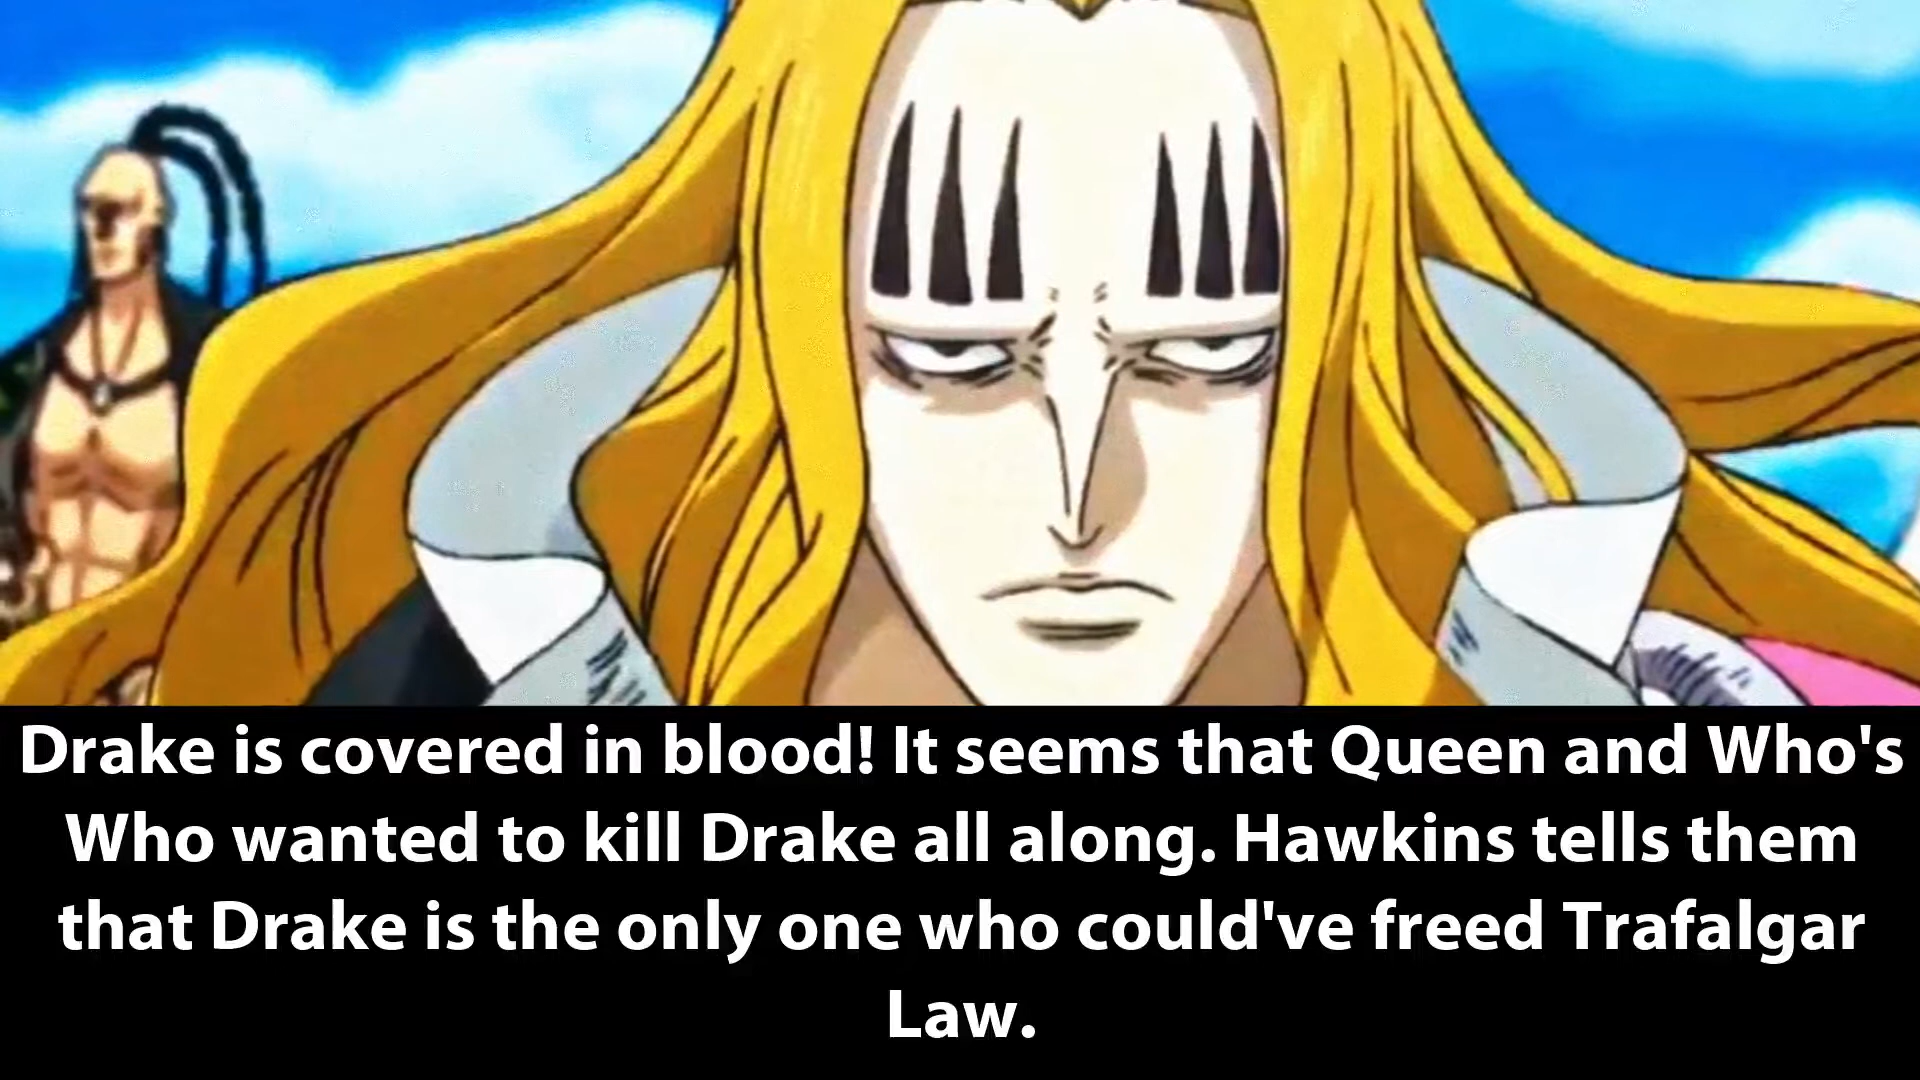 Drake is covered in blood! It seems that Queen and Who's
Who wanted to kill Drake all along. Hawkins tells them
that Drake is the only one who could've freed Trafalgar
Law.